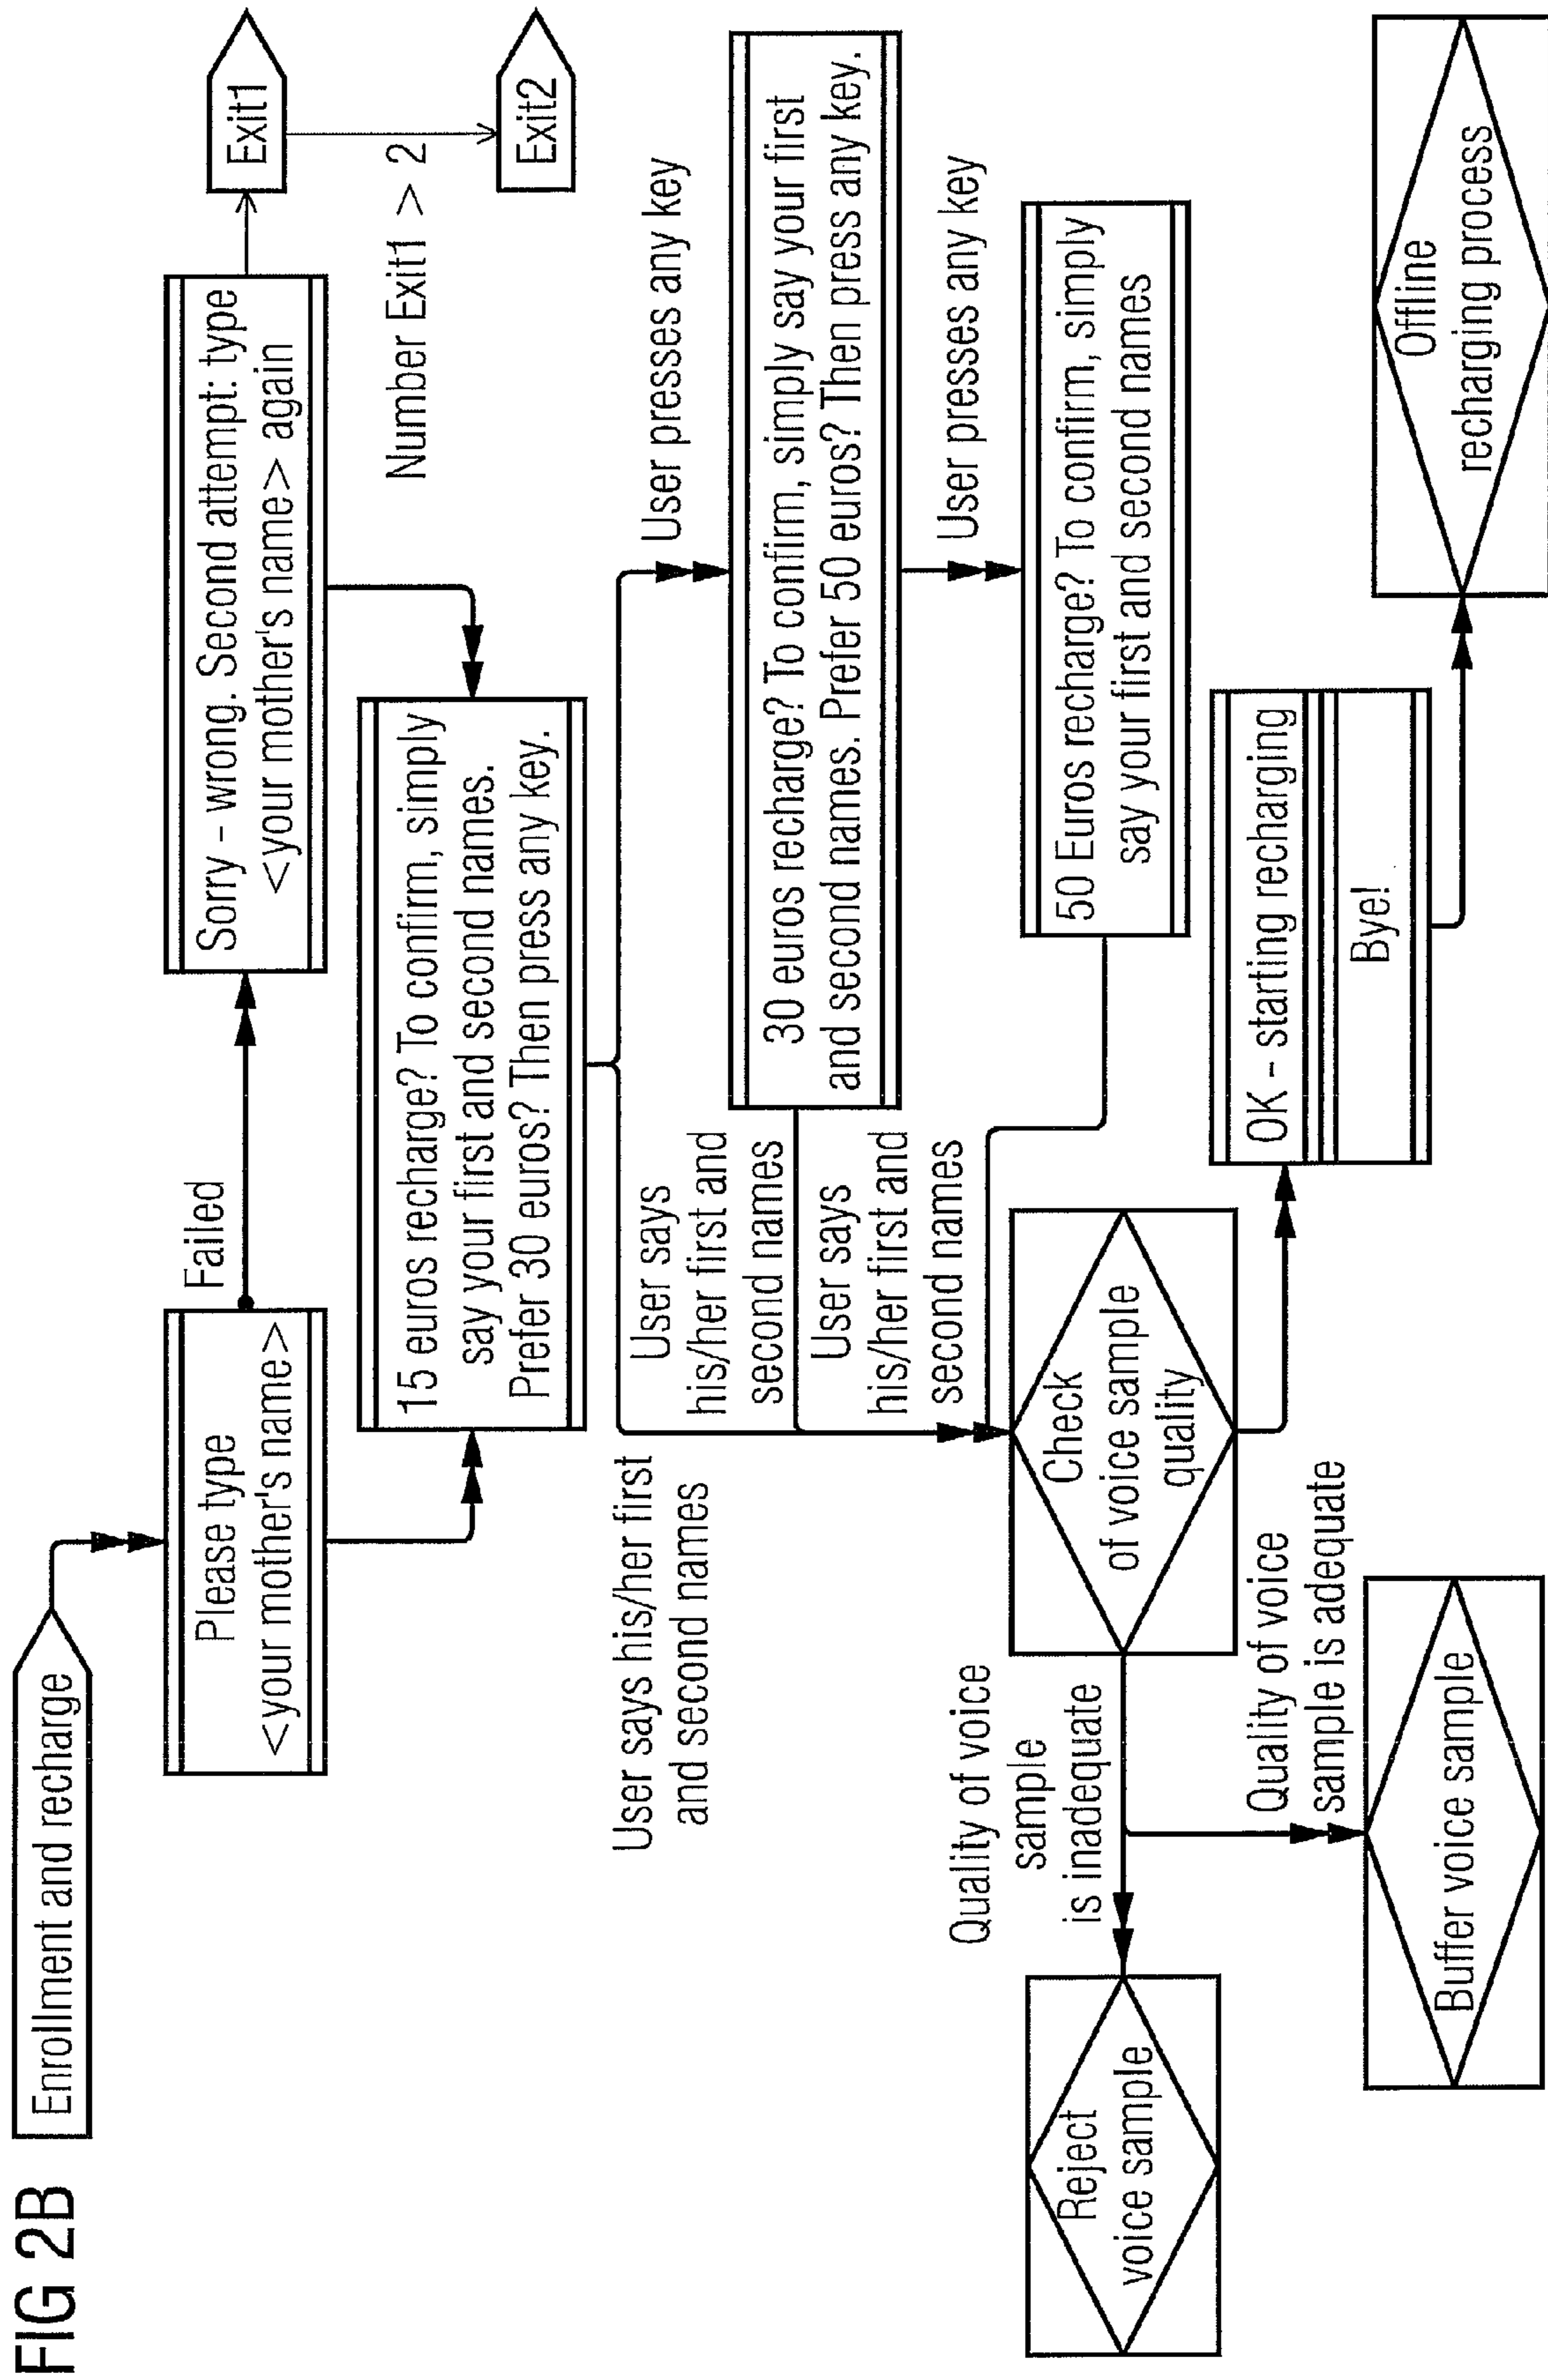 FIG 2B
Enrollment and recharge
Please type
<your mother's name>
Failed
Sorry – wrong. Second attempt: type
<your mother's name> again
Exit1
Number Exit1 > 2
Exit2
15 euros recharge? To confirm, simply
say your first and second names.
Prefer 30 euros? Then press any key.
User says his/her first
and second names
User says
his/her first and
second names
User presses any key
30 euros recharge? To confirm, simply say your first
and second names. Prefer 50 euros? Then press any key.
User says
his/her first and
second names
User presses any key
50 Euros recharge? To confirm, simply
say your first and second names
Quality of voice
sample
is inadequate
Check
of voice sample
quality
Reject
voice sample
Quality of voice
sample is adequate
OK - starting recharging
Bye!
Buffer voice sample
Offline
recharging process